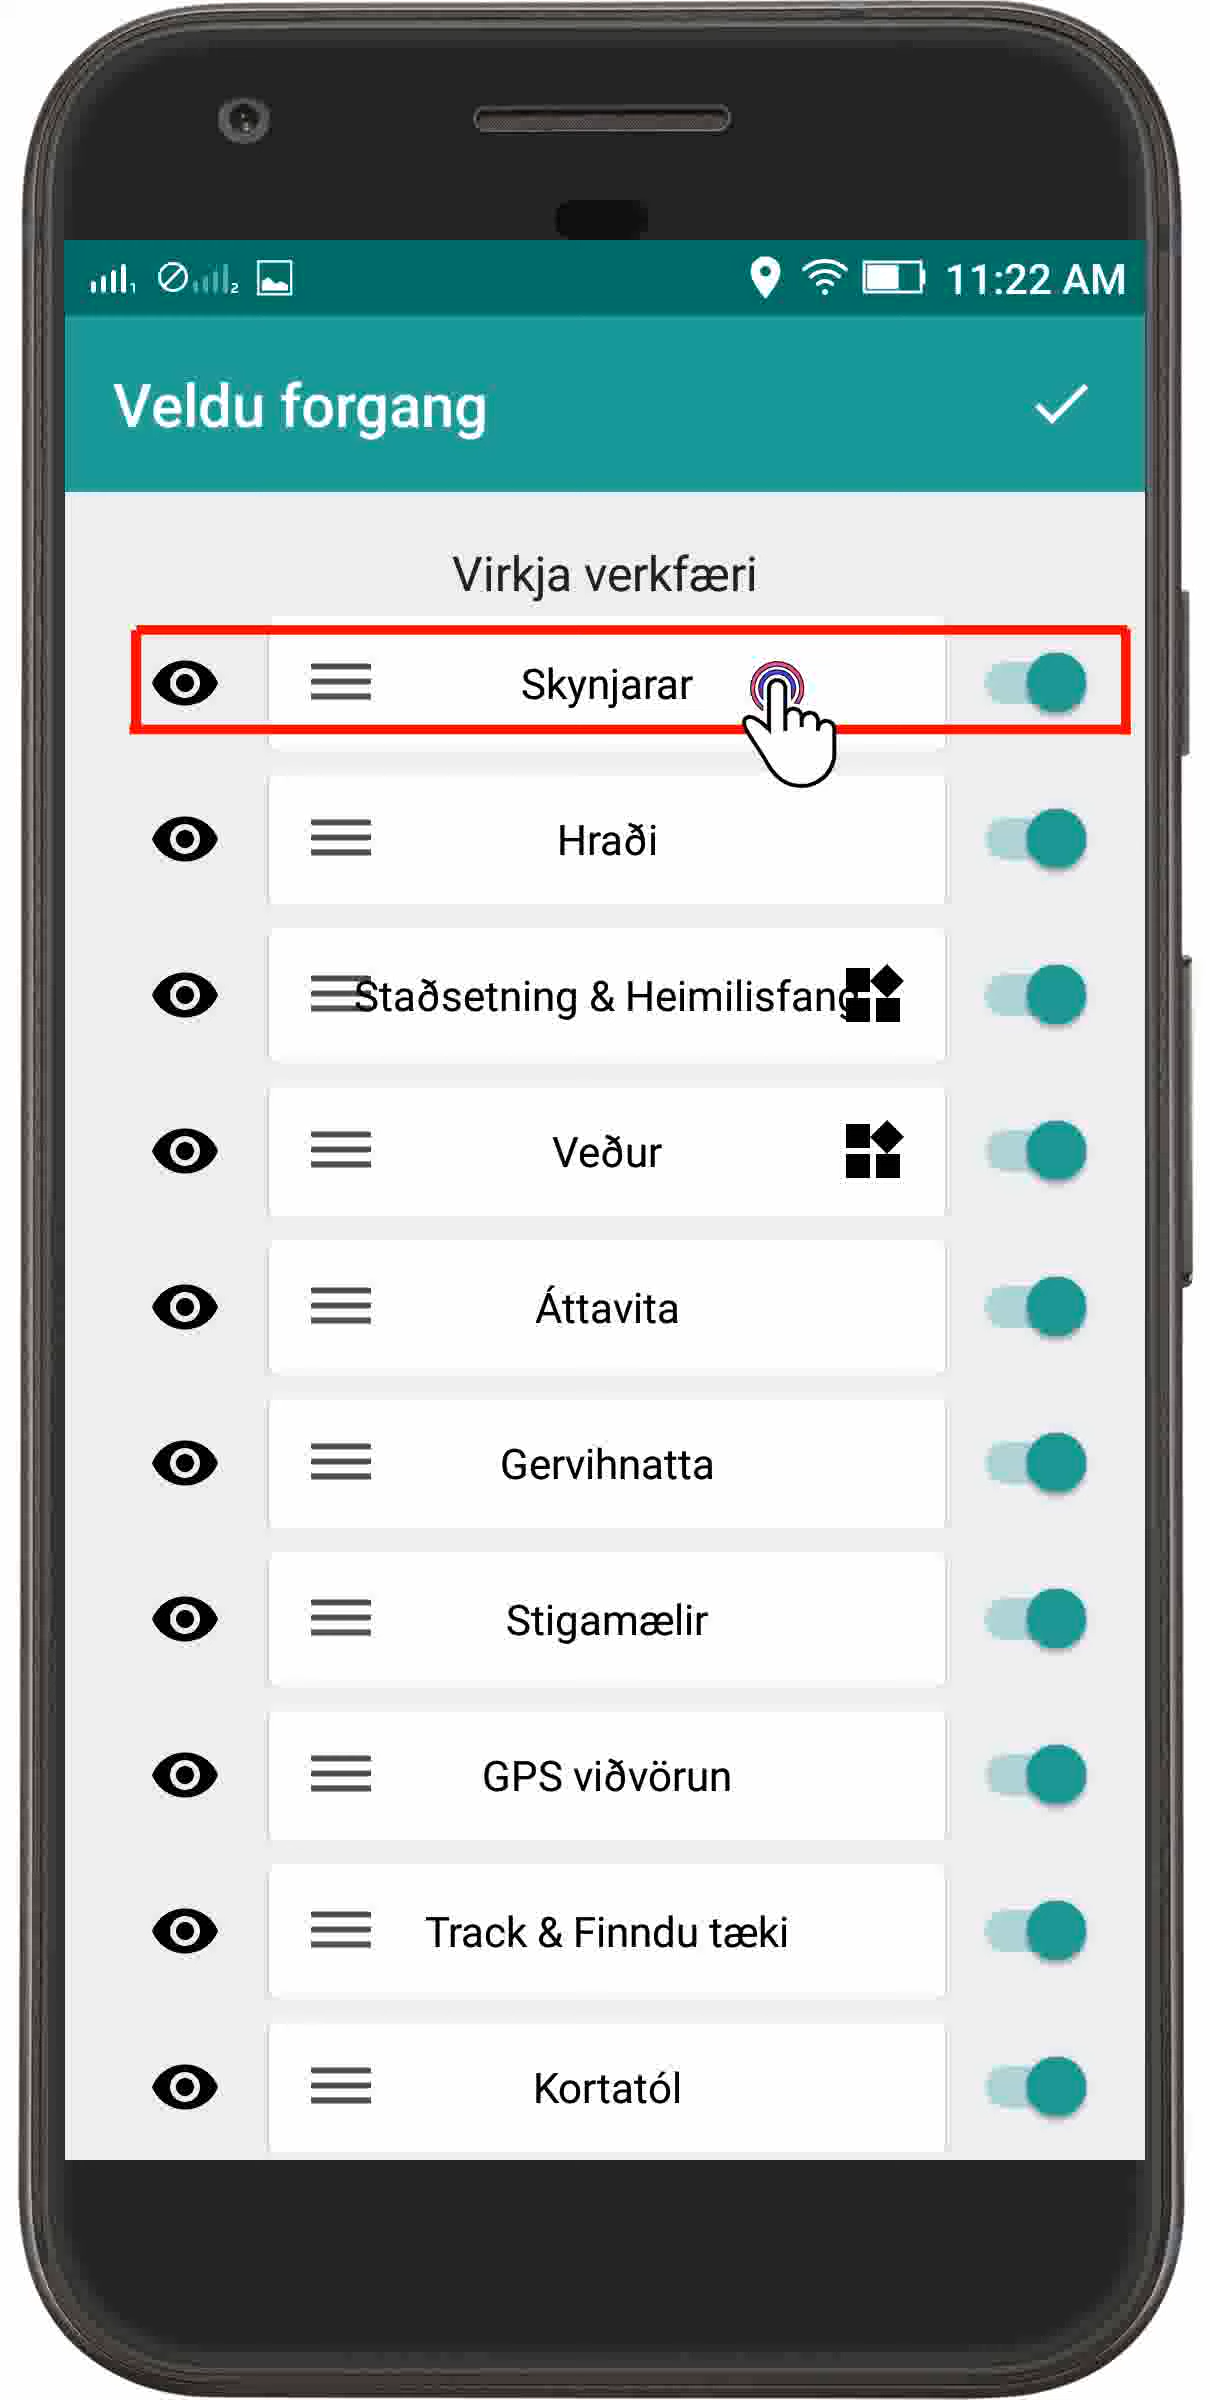 11:22 AM
Veldu forgang
Virkja verkfæri
Skynjarar
Hraði
Staðsetning & Heimilisfang
Veður
Áttavita
Gervihnatta
Stigamælir
GPS viðvörun
Track & Finndu tæki
Kortatól